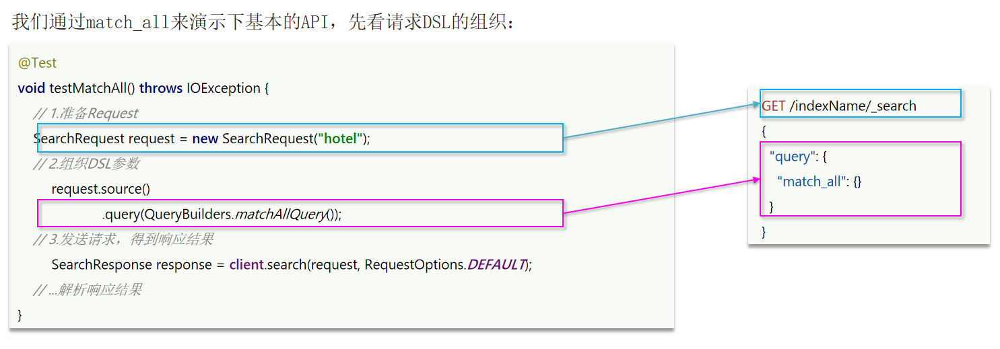 我们通过match_all来演示下基本的API，先看请求DSL的组织：
@Test
void testMatchAll() throws IOException {
// 1.准备Request
SearchRequest request = new SearchRequest("hotel");
// 2.组织DSL参数
request.source()
.query(QueryBuilders.matchAllQuery());
// 3.发送请求，得到响应结果
SearchResponse response = client.search(request, RequestOptions.DEFAULT);
// ...解析响应结果
}
GET /indexName/_search
{
"query": {
"match_all": {}
}
}